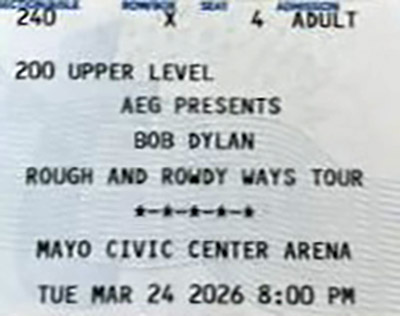 240 X 4 ADULT
200 UPPER LEVEL
AEG PRESENTS
BOB DYLAN
ROUGH AND ROWDY WAYS TOUR
*-*-*-*-*
MAYO CIVIC CENTER ARENA
TUE MAR 24 2026 8:00 PM